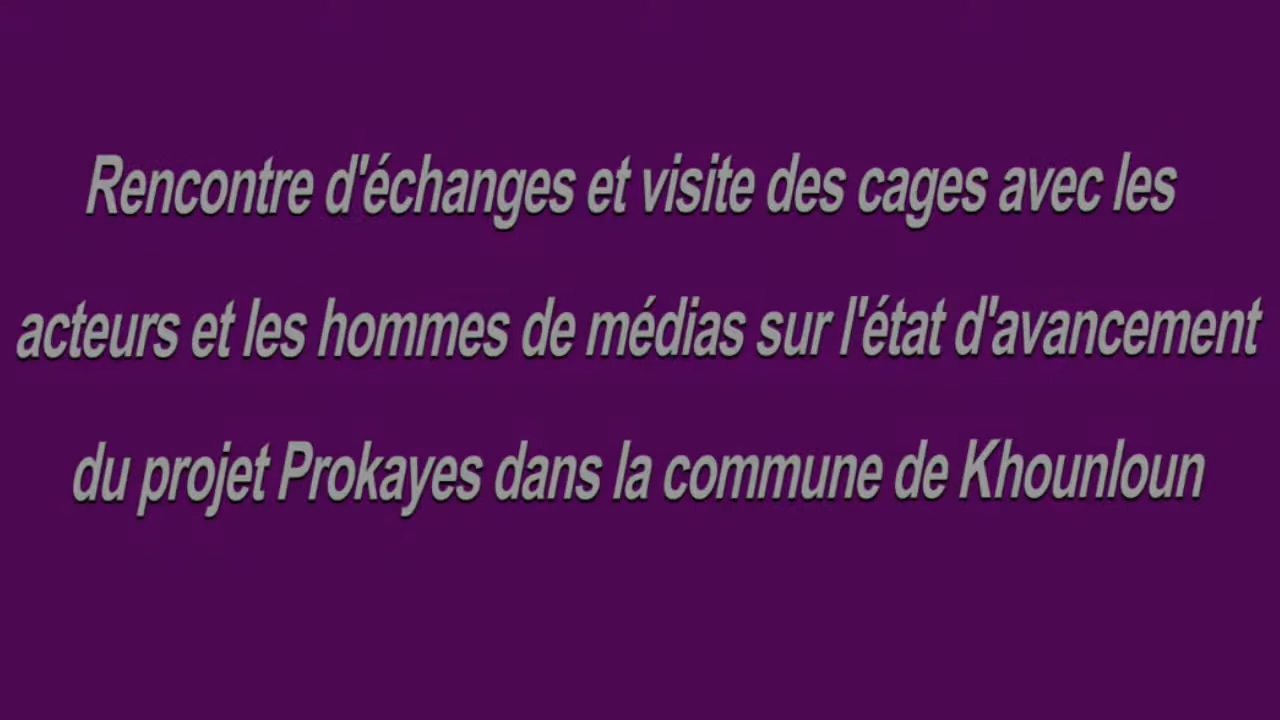 Rencontre d'échanges et visite des cages avec les
acteurs et les hommes de médias sur l'état d'avancement
du projet Prokayes dans la commune de Khounloun